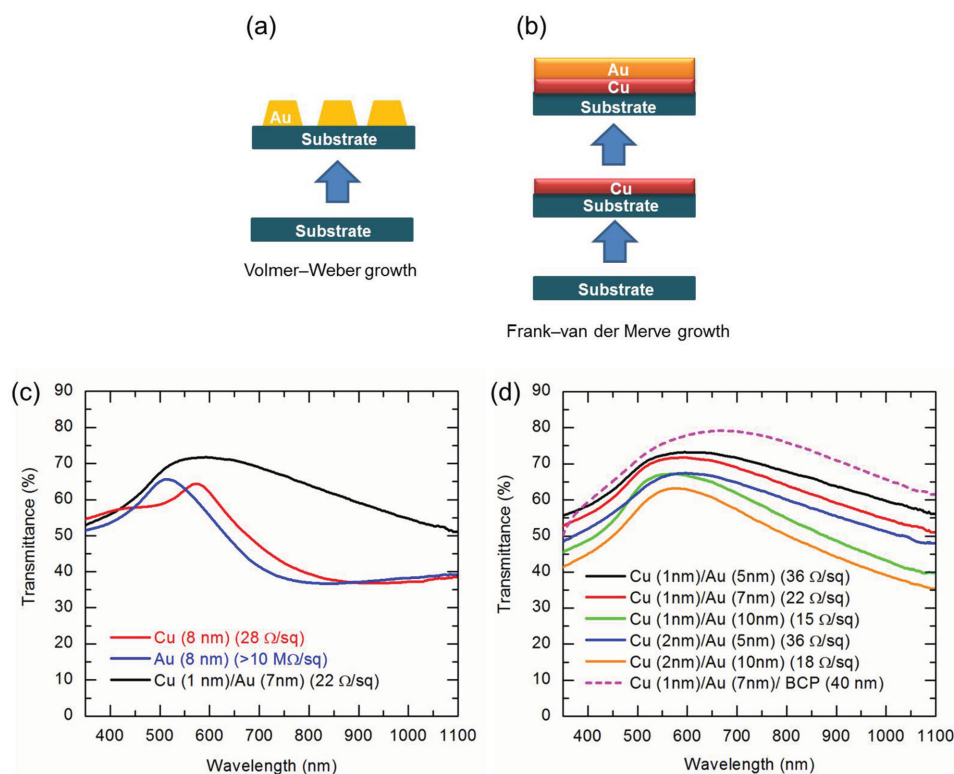 (a)
Au
Substrate
Substrate
Volmer–Weber growth
(b)
Au
Cu
Substrate
Cu
Substrate
Substrate
Frank–van der Merve growth
(c)
90
80
70
60
50
40
30
20
10
0
Transmittance (%)
Cu (8 nm) (28 Ω/sq)
Au (8 nm) (>10 MΩ/sq)
Cu (1 nm)/Au (7nm) (22 Ω/sq)
400 500 600 700 800 900 1000 1100
Wavelength (nm)
(d)
90
80
70
60
50
40
30
20
10
0
Transmittance (%)
Cu (1nm)/Au (5nm) (36 Ω/sq)
Cu (1nm)/Au (7nm) (22 Ω/sq)
Cu (1nm)/Au (10nm) (15 Ω/sq)
Cu (2nm)/Au (5nm) (36 Ω/sq)
Cu (2nm)/Au (10nm) (18 Ω/sq)
Cu (1nm)/Au (7nm)/ BCP (40 nm)
400 500 600 700 800 900 1000 1100
Wavelength (nm)